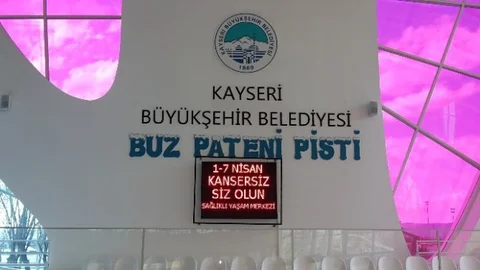 KAYSERİ BÜYÜKŞEHİR BELEDİYESİ
1869
KAYSERİ
BÜYÜKŞEHİR BELEDİYESİ
BUZ PATENİ PİSTİ
1-7 NİSAN
KANSERSİZ
SİZ OLUN
SAĞLIKLI YAŞAM MERKEZİ